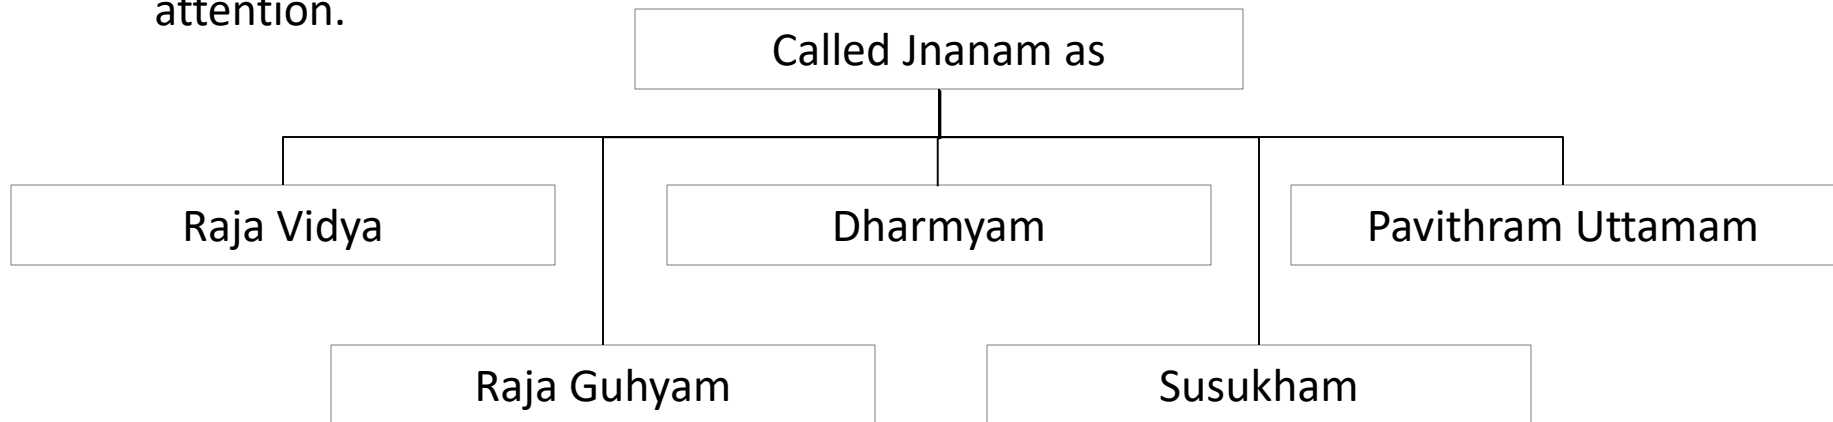 attention.
Called Jnanam as
Raja Vidya
Dharmyam
Pavithram Uttamam
Raja Guhyam
Susukham